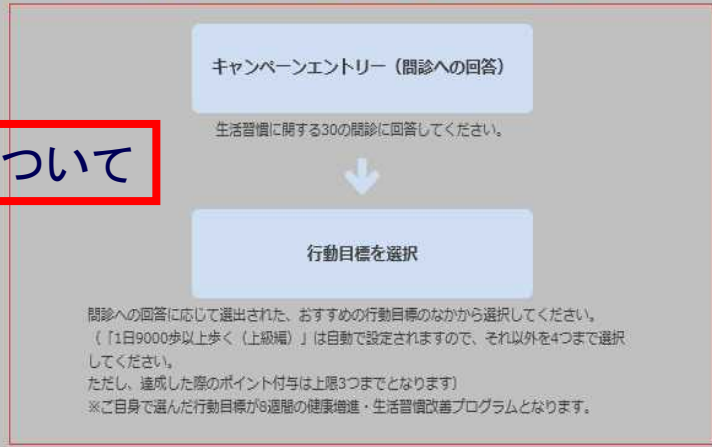 キャンペーンエントリー（問診への回答）
生活習慣に関する30の問診に回答してください。
ついて
行動目標を選択
問診への回答に応じて選出された、おすすめの行動目標のなかから選択してください。
（「1日9000歩以上歩く（上級編）」は自動で設定されますので、それ以外を4つまで選択
してください。
ただし、達成した際のポイント付与は上限3つまでとなります）
※ご自身で選んだ行動目標が8週間の健康増進・生活習慣改善プログラムとなります。